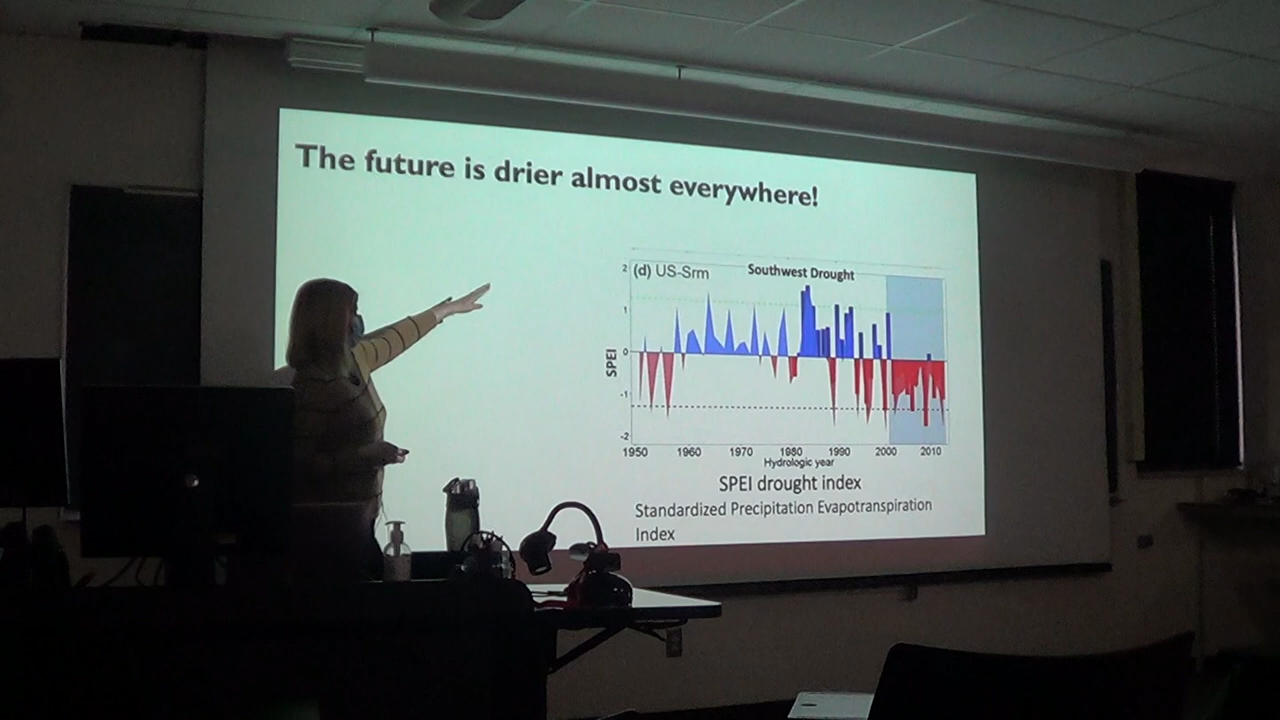 The future is drier almost everywhere!
(d) US-Srm Southwest Drought
2
1
0
-1
-2
SPEI
1950 1960 1970 1980 1990 2000 2010
Hydrologic year
SPEI drought index
Standardized Precipitation Evapotranspiration
Index